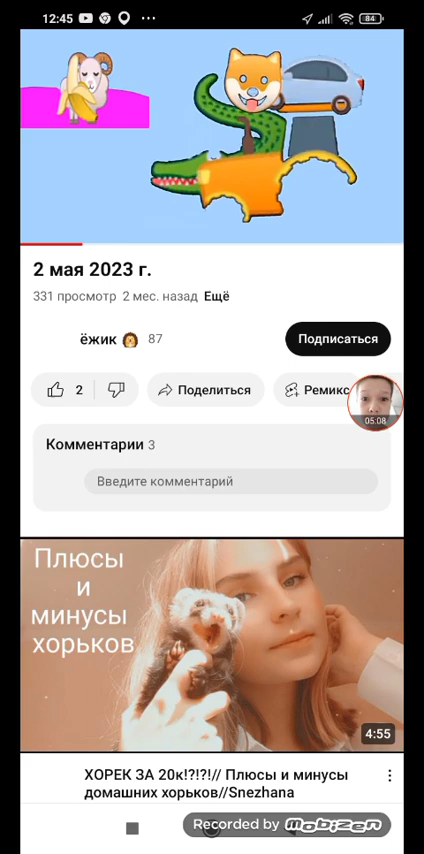 12:45
84
2 мая 2023 г.
331 просмотр 2 мес. назад Ещё
ёжик 87
Подписаться
2
Поделиться
Ремикс
05:08
Комментарии 3
Введите комментарий
Плюсы
и
минусы
хорьков
4:55
ХОРЕК ЗА 20к!?!?!// Плюсы и минусы
домашних хорьков//Snezhana
Recorded by Mobizen